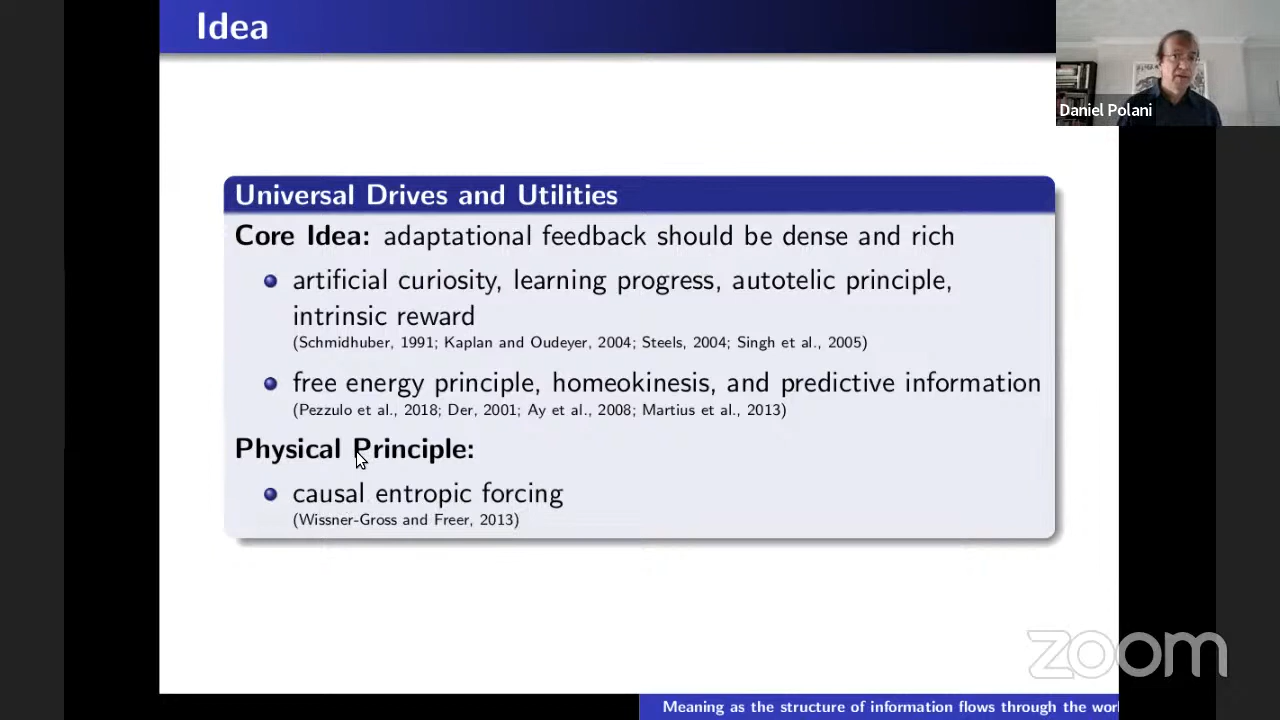 Idea
Daniel Polani
Universal Drives and Utilities
Core Idea: adaptational feedback should be dense and rich
artificial curiosity, learning progress, autotelic principle,
intrinsic reward
(Schmidhuber, 1991; Kaplan and Oudeyer, 2004; Steels, 2004; Singh et al., 2005)
free energy principle, homeokinesis, and predictive information
(Pezzulo et al., 2018; Der, 2001; Ay et al., 2008; Martius et al., 2013)
Physical Principle:
causal entropic forcing
(Wissner-Gross and Freer, 2013)
zoom
Meaning as the structure of information flows through the wor